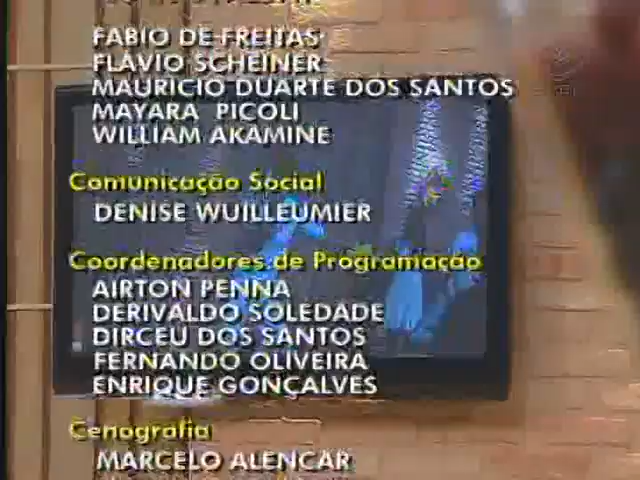 FABIO DE FREITAS
FLÁVIO SCHEINER
MAURICIO DUARTE DOS SANTOS
MAYARA PICOLI
WILLIAM AKAMINE
Comunicação Social
DENISE WUILLEUMIER
Coordenadores de Programação
AIRTON PENNA
DERIVALDO SOLEDADE
DIRCEU DOS SANTOS
FERNANDO OLIVEIRA
ENRIQUE GONÇALVES
Cenografia
MARCELO ALENCAR